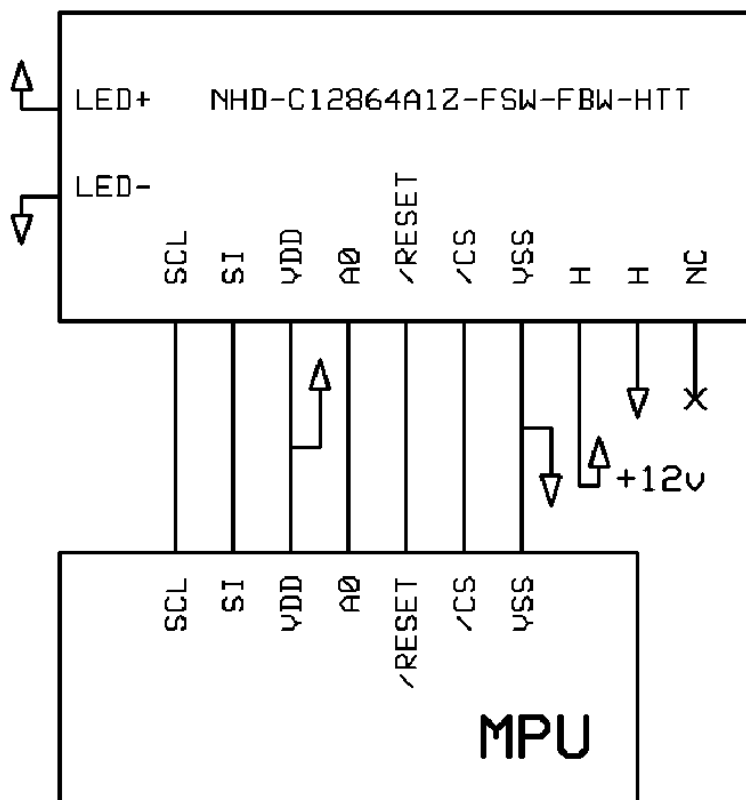 LED+ NHD-C12864A1Z-FSW-FBW-HTT
LED-
SCL SI VDD A0 /RESET /CS VSS H H NC
+12v
SCL SI VDD A0 /RESET /CS VSS
MPU